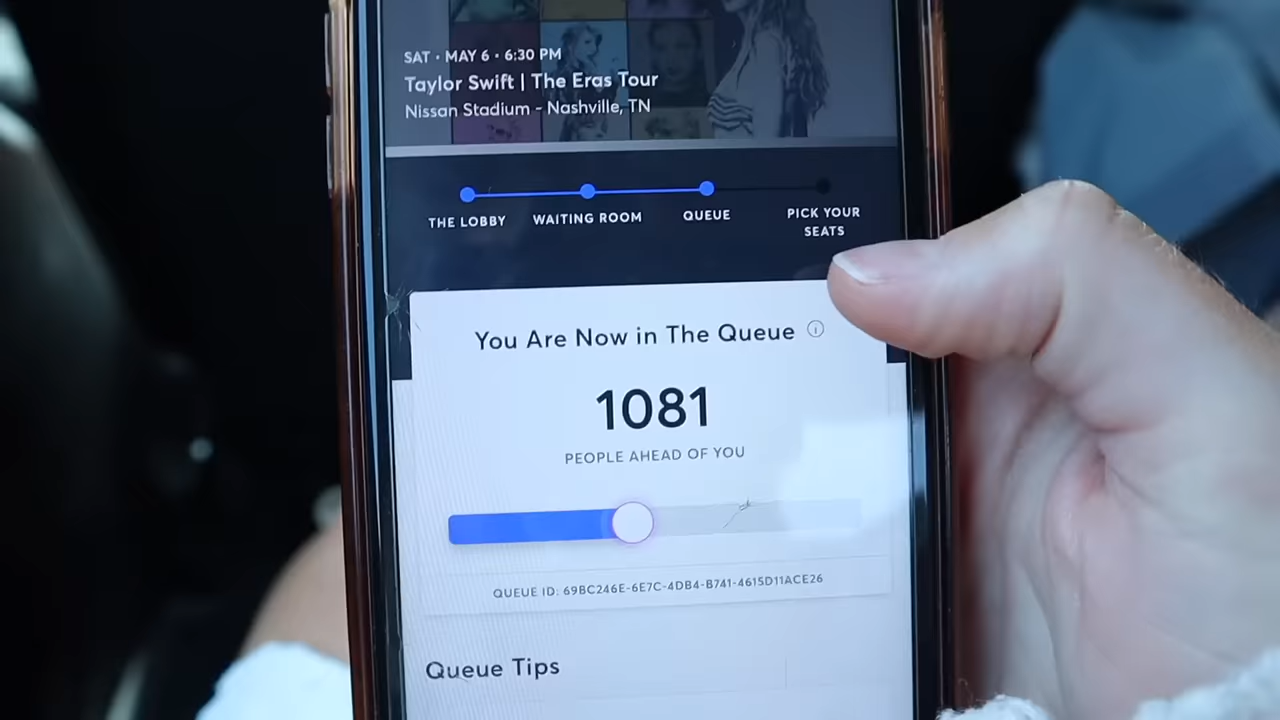 SAT • MAY 6 • 6:30 PM
Taylor Swift | The Eras Tour
Nissan Stadium - Nashville, TN
THE LOBBY
WAITING ROOM
QUEUE
PICK YOUR
SEATS
You Are Now in The Queue
1081
PEOPLE AHEAD OF YOU
QUEUE ID: 69BC246E-6E7C-4DB4-B741-4615D11ACE26
Queue Tips